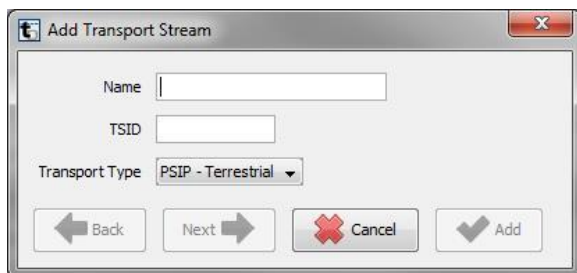 Add Transport Stream
Name
TSID
Transport Type PSIP - Terrestrial
Back Next Cancel Add